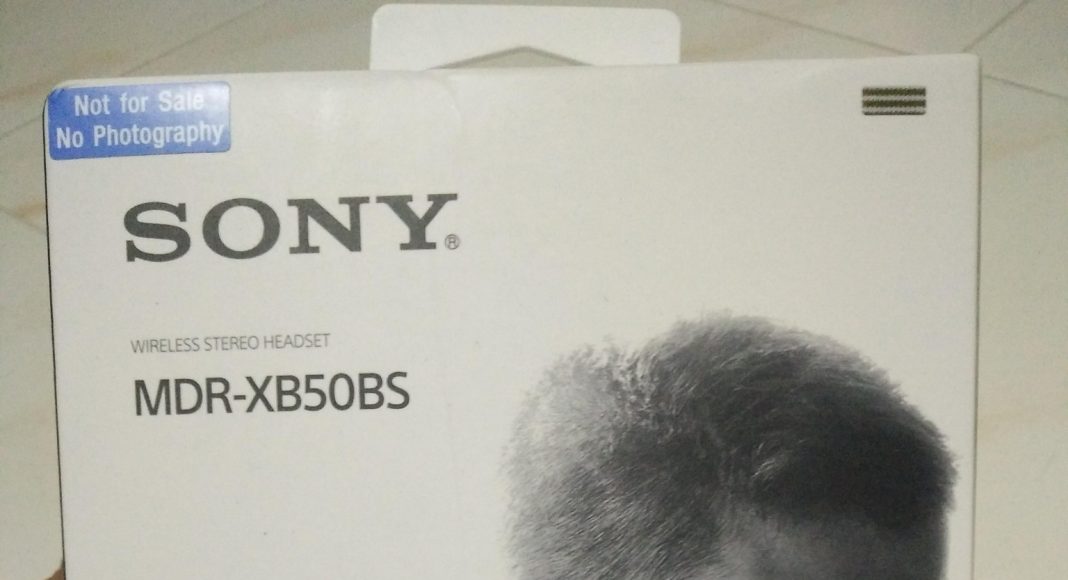 Not for Sale
No Photography
SONY®
WIRELESS STEREO HEADSET
MDR-XB50BS